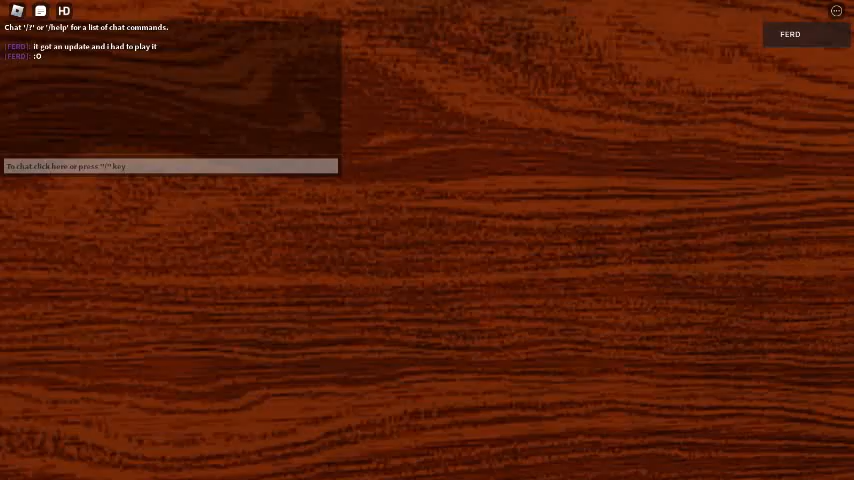 HD
Chat '/?' or '/help' for a list of chat commands.
FERD
[FERD]: it got an update and i had to play it
[FERD]: :O
To chat click here or press "/" key